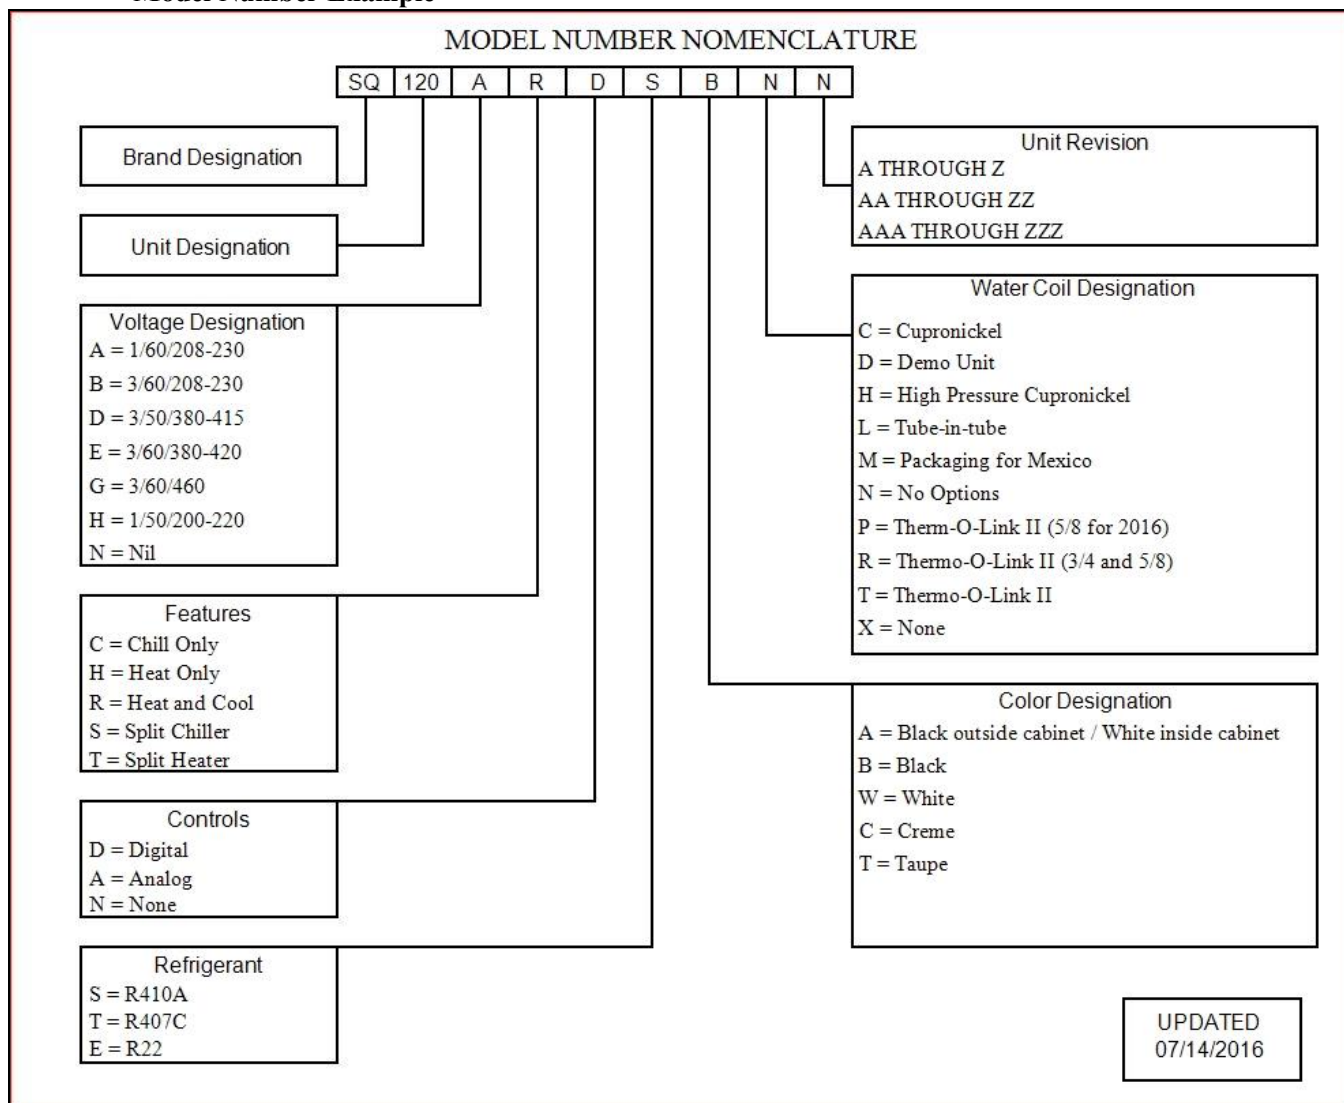 Model Number Example
MODEL NUMBER NOMENCLATURE
SQ 120 A R D S B N N
Brand Designation
Unit Designation
Voltage Designation
A = 1/60/208-230
B = 3/60/208-230
D = 3/50/380-415
E = 3/60/380-420
G = 3/60/460
H = 1/50/200-220
N = Nil
Features
C = Chill Only
H = Heat Only
R = Heat and Cool
S = Split Chiller
T = Split Heater
Controls
D = Digital
A = Analog
N = None
Refrigerant
S = R410A
T = R407C
E = R22
Unit Revision
A THROUGH Z
AA THROUGH ZZ
AAA THROUGH ZZZ
Water Coil Designation
C = Cupronickel
D = Demo Unit
H = High Pressure Cupronickel
L = Tube-in-tube
M = Packaging for Mexico
N = No Options
P = Therm-O-Link II (5/8 for 2016)
R = Thermo-O-Link II (3/4 and 5/8)
T = Thermo-O-Link II
X = None
Color Designation
A = Black outside cabinet / White inside cabinet
B = Black
W = White
C = Creme
T = Taupe
UPDATED
07/14/2016